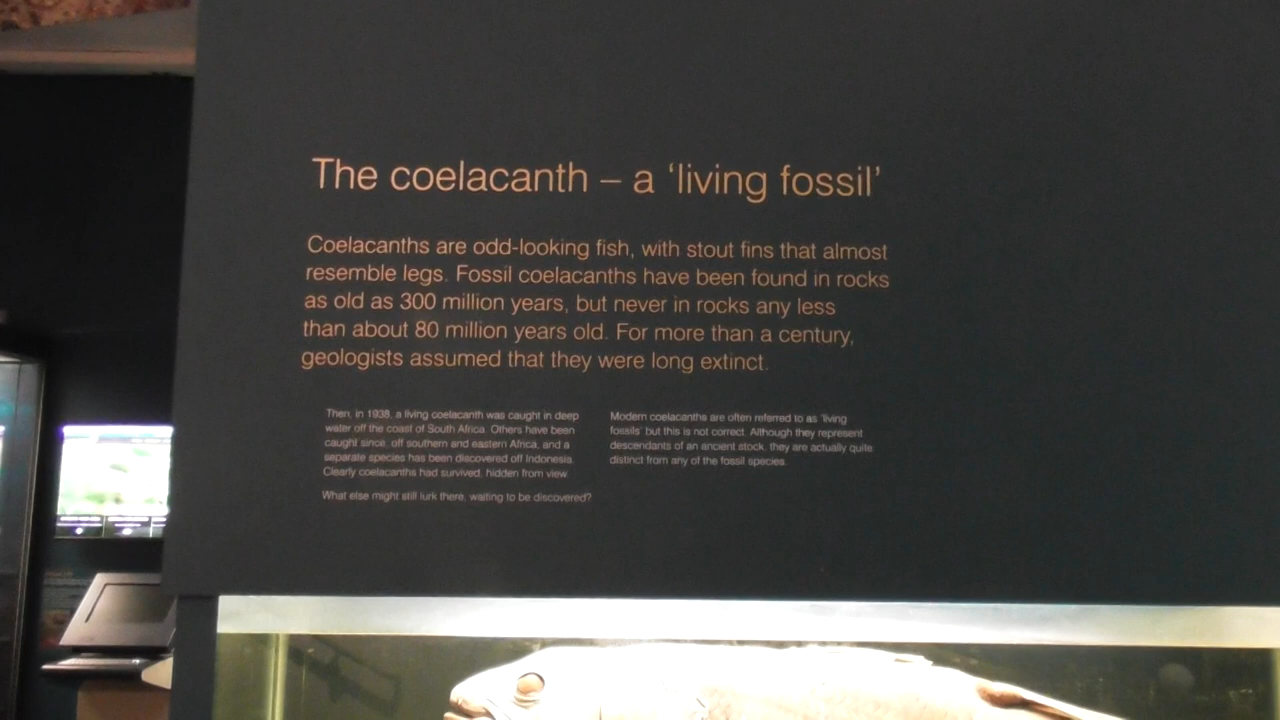 The coelacanth – a ‘living fossil’
Coelacanths are odd-looking fish, with stout fins that almost
resemble legs. Fossil coelacanths have been found in rocks
as old as 300 million years, but never in rocks any less
than about 80 million years old. For more than a century,
geologists assumed that they were long extinct.
Then, in 1938, a living coelacanth was caught in deep
water off the coast of South Africa. Others have been
caught since, off southern and eastern Africa, and a
separate species has been discovered off Indonesia.
Clearly coelacanths had survived, hidden from view.
What else might still lurk there, waiting to be discovered?
Modern coelacanths are often referred to as ‘living
fossils’ but this is not correct. Although they represent
descendants of an ancient stock, they are actually quite
distinct from any of the fossil species.